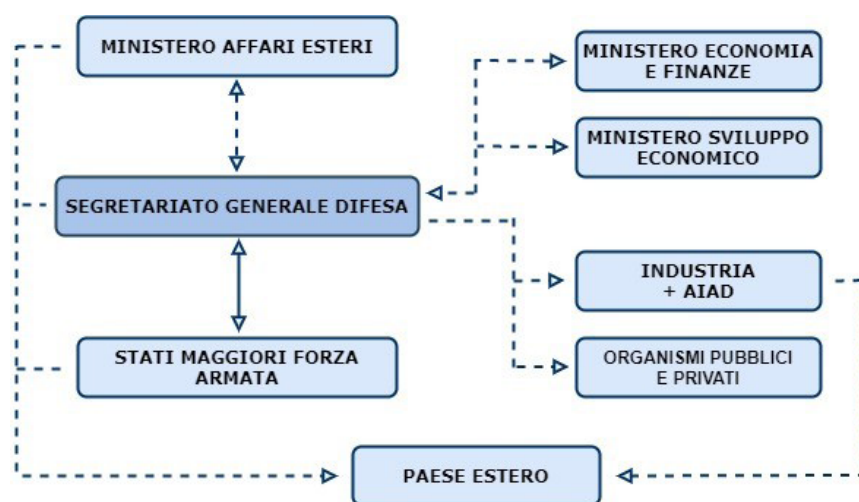 MINISTERO AFFARI ESTERI
MINISTERO ECONOMIA
E FINANZE
MINISTERO SVILUPPO
ECONOMICO
SEGRETARIATO GENERALE DIFESA
INDUSTRIA
+ AIAD
STATI MAGGIORI FORZA
ARMATA
ORGANISMI PUBBLICI
E PRIVATI
PAESE ESTERO